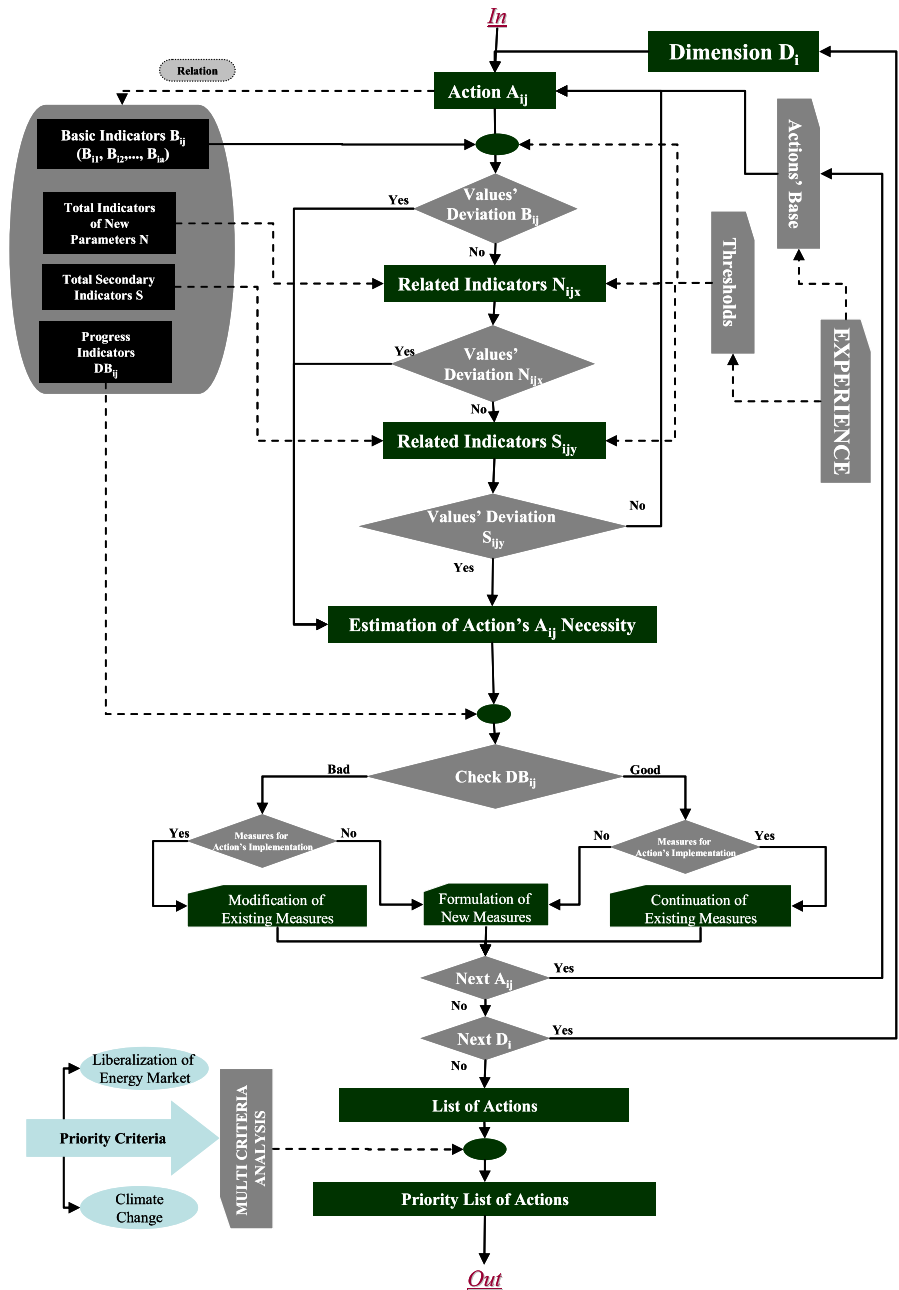 In
Dimension Di
Relation
Action Aij
Basic Indicators Bij
(Bi1, Bi2,..., Bia)
Actions' Base
Values'
Deviation Bij
Yes
No
Total Indicators
of New
Parameters N
Thresholds
Related Indicators Nijx
Total Secondary
Indicators S
EXPERIENCE
Progress
Indicators
DBij
Values'
Deviation Nijx
Yes
No
Related Indicators Sijy
Values' Deviation
Sijy
No
Yes
Estimation of Action's Aij Necessity
Check DBij
Bad
Good
Measures for
Action's Implementation
Yes
No
Measures for
Action's Implementation
No
Yes
Modification of
Existing Measures
Formulation of
New Measures
Continuation of
Existing Measures
Next Aij
Yes
No
Next Di
Yes
No
Liberalization of
Energy Market
Priority Criteria
Climate
Change
MULTI CRITERIA
ANALYSIS
List of Actions
Priority List of Actions
Out